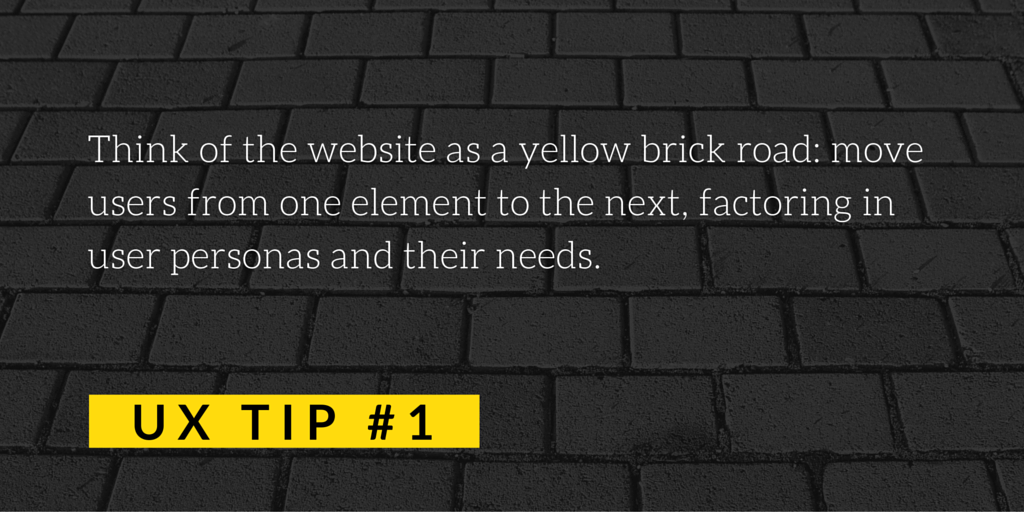 Think of the website as a yellow brick road: move
users from one element to the next, factoring in
user personas and their needs.
UX TIP #1